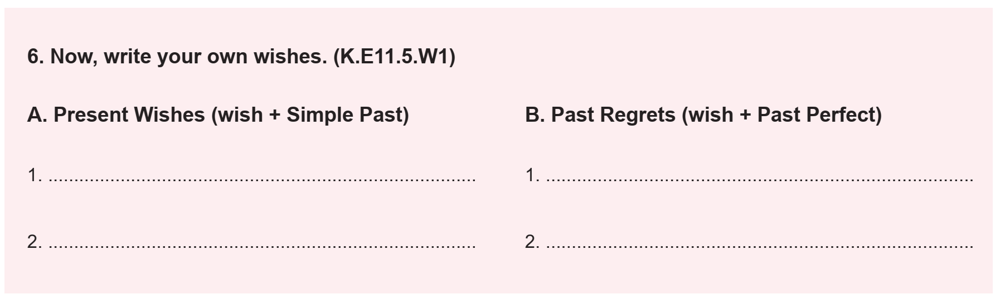 6. Now, write your own wishes. (K.E11.5.W1)
A. Present Wishes (wish + Simple Past)
1. ....................................................................................
2. ....................................................................................
B. Past Regrets (wish + Past Perfect)
1. ....................................................................................
2. ....................................................................................